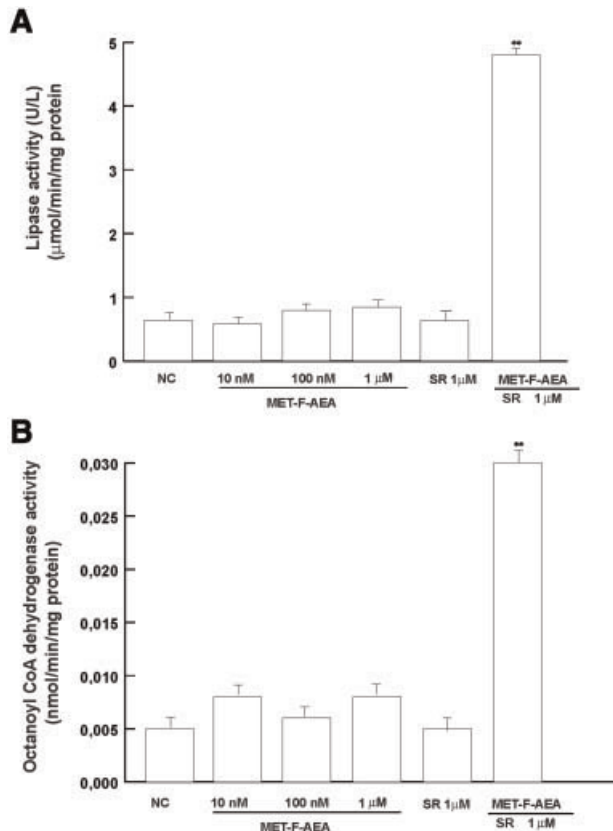 A
Lipase activity (U/L)
(μmol/min/mg protein
5
4
3
2
1
0
**
NC
10 nM
100 nM
1 μM
SR 1μM
MET-F-AEA
MET-F-AEA
SR 1 μM
B
Octanoyl CoA dehydrogenase activity
(nmol/min/mg protein)
0,030
0,025
0,020
0,015
0,010
0,005
0,000
**
NC
10 nM
100 nM
1 μM
SR 1μM
MET-F-AEA
MET-F-AEA
SR 1 μM